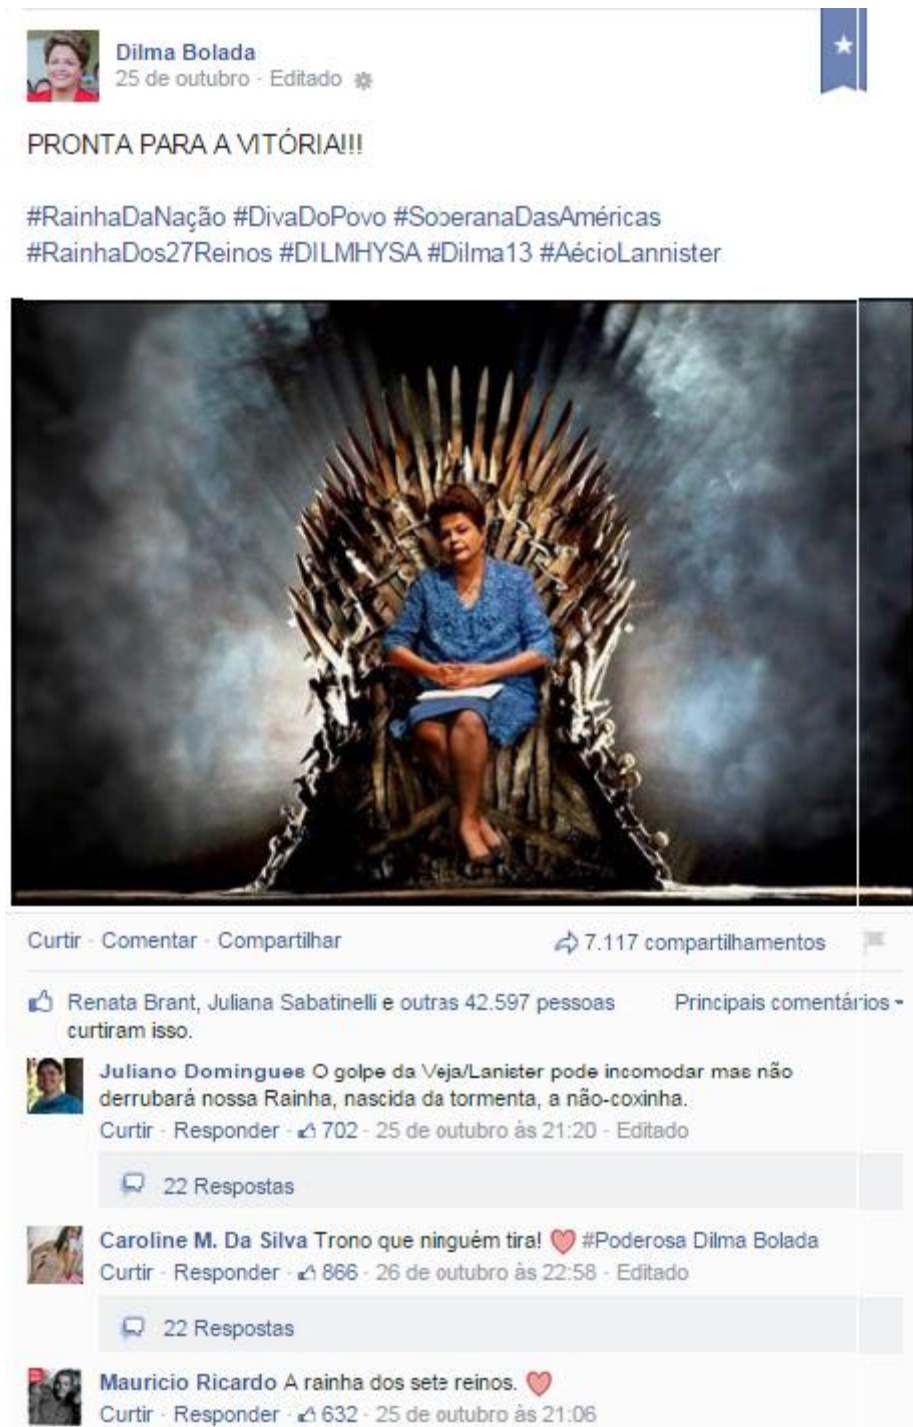 Dilma Bolada
25 de outubro · Editado
PRONTA PARA A VITÓRIA!!!
#RainhaDaNação #DivaDoPovo #SoberanaDasAméricas
#RainhaDos27Reinos #DILMHYSA #Dilma13 #AécioLannister
Curtir · Comentar · Compartilhar 7.117 compartilhamentos
Renata Brant, Juliana Sabatinelli e outras 42.597 pessoas Principais comentários
curtiram isso.
Juliano Domingues O golpe da Veja/Lanister pode incomodar mas não
derrubará nossa Rainha, nascida da tormenta, a não-coxinha.
Curtir · Responder · 702 · 25 de outubro às 21:20 · Editado
22 Respostas
Caroline M. Da Silva Trono que ninguém tira! #Poderosa Dilma Bolada
Curtir · Responder · 866 · 26 de outubro às 22:58 · Editado
22 Respostas
Mauricio Ricardo A rainha dos sete reinos.
Curtir · Responder · 632 · 25 de outubro às 21:06